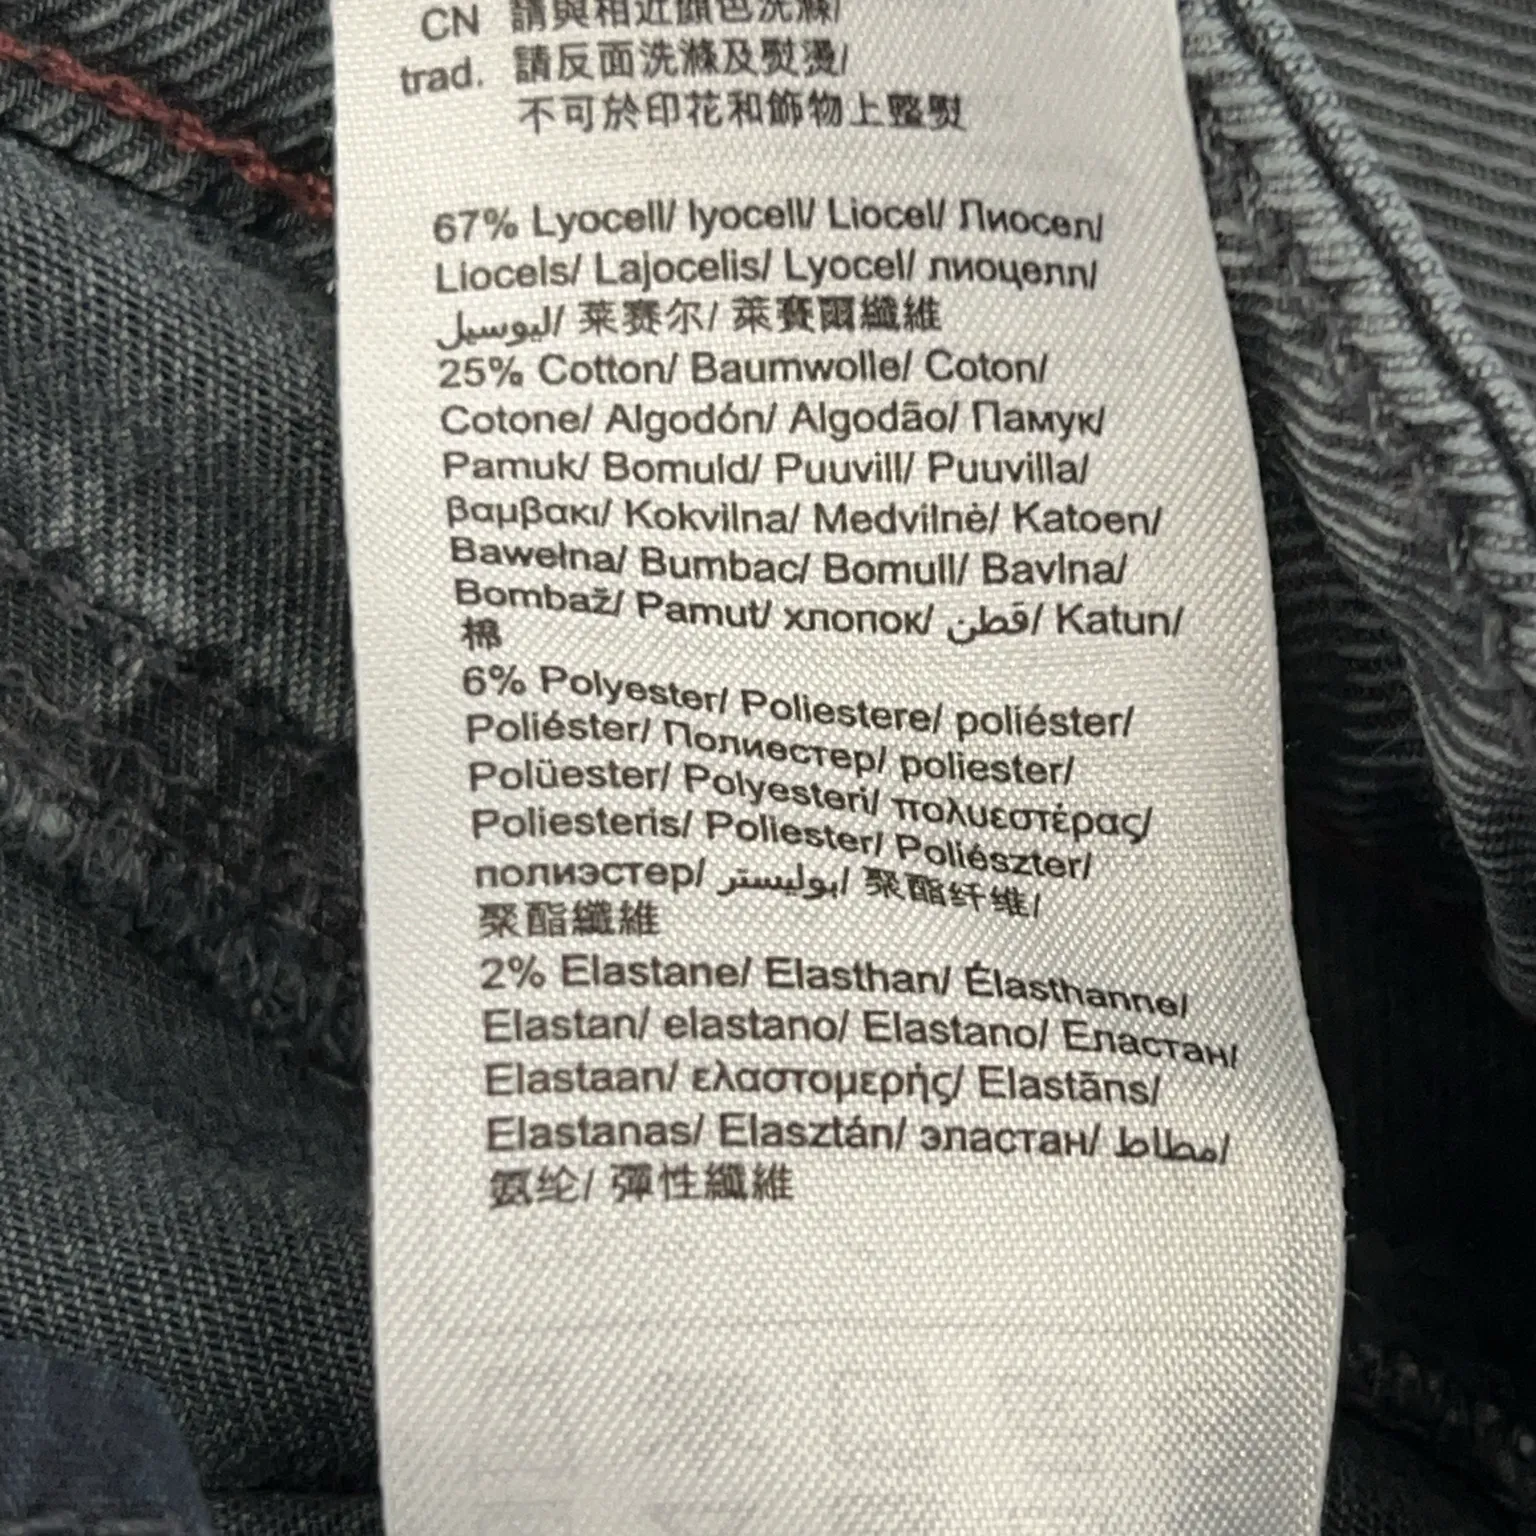 CN 請與相近顏色洗滌/
trad. 請反面洗滌及熨燙/
不可於印花和飾物上整熨
67% Lyocell/ lyocell/ Liocel/ Лиосел/
Liocels/ Lajocelis/ Lyocel/ лиоцелл/
ليوسيل/ 莱赛尔/ 萊賽爾纖維
25% Cotton/ Baumwolle/ Coton/
Cotone/ Algodón/ Algodão/ Памук/
Pamuk/ Bomuld/ Puuvill/ Puuvilla/
βαμβακι/ Kokvilna/ Medvilnė/ Katoen/
Bawełna/ Bumbac/ Bomull/ Bavlna/
Bombaž/ Pamut/ хлопок/ قطن/ Katun/
棉
6% Polyester/ Poliestere/ poliéster/
Poliéster/ Полиестер/ poliester/
Polüester/ Polyesteri/ πολυεστέρας/
Poliesteris/ Poliester/ Poliészter/
полиэстер/ بوليستر/ 聚酯纤维/
聚酯纖維
2% Elastane/ Elasthan/ Élasthanne/
Elastan/ elastano/ Elastano/ Еластан/
Elastaan/ ελαστομερής/ Elastāns/
Elastanas/ Elasztán/ эластан/ مطاط/
氨纶/ 彈性纖維